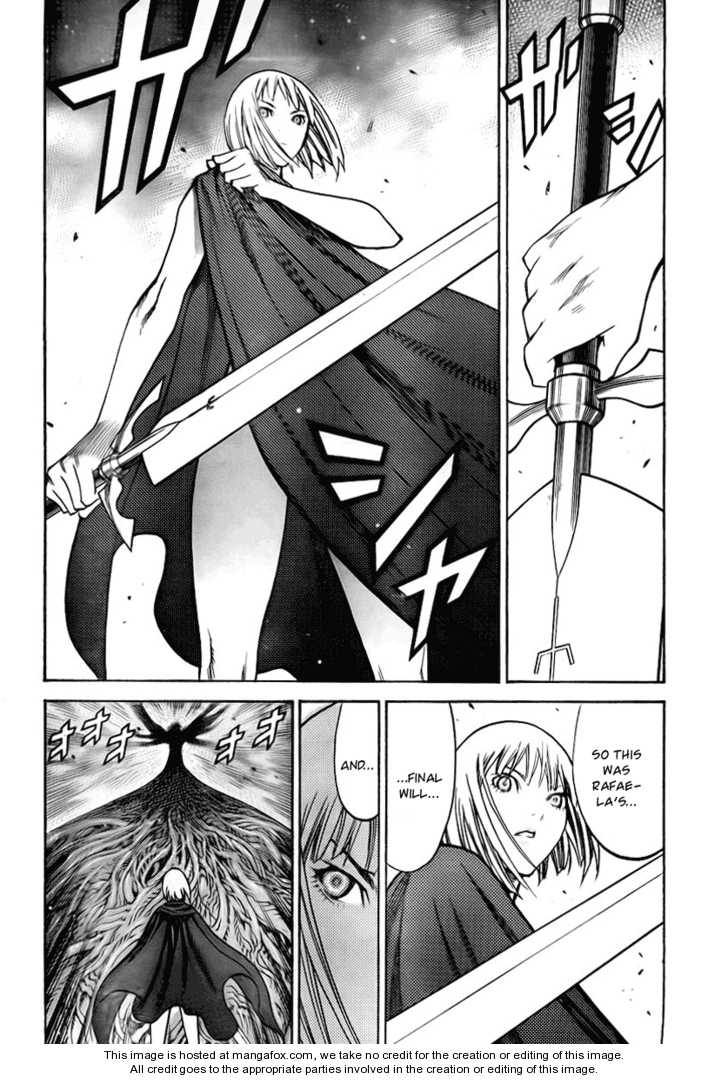 ガッ
ガ
シャ
SO THIS
WAS
RAFAE-
LA'S...
...FINAL
WILL...
AND...
オオ
オオオ
This image is hosted at mangafox.com, we take no credit for the creation or editing of this image.
All credit goes to the appropriate parties involved in the creation or editing of this image.